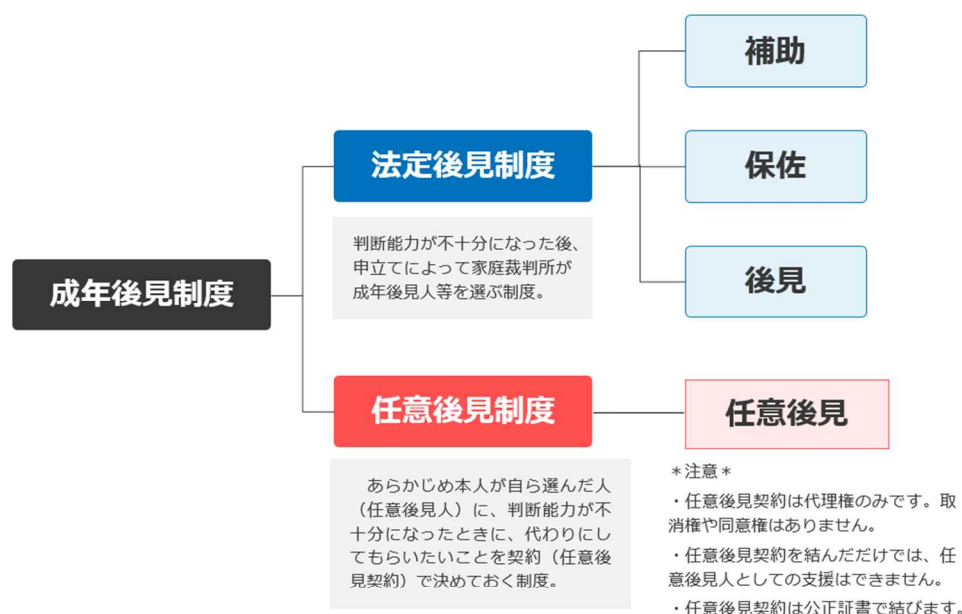 成年後見制度
法定後見制度
判断能力が不十分になった後、
申立てによって家庭裁判所が
成年後見人等を選ぶ制度。
補助
保佐
後見
任意後見制度
あらかじめ本人が自ら選んだ人
（任意後見人）に、判断能力が不
十分になったときに、代わりにし
てもらいたいことを契約（任意後
見契約）で決めておく制度。
任意後見
＊注意＊
・任意後見契約は代理権のみです。取
消権や同意権はありません。
・任意後見契約を結んだだけでは、任
意後見人としての支援はできません。
・任意後見契約は公正証書で結びます。